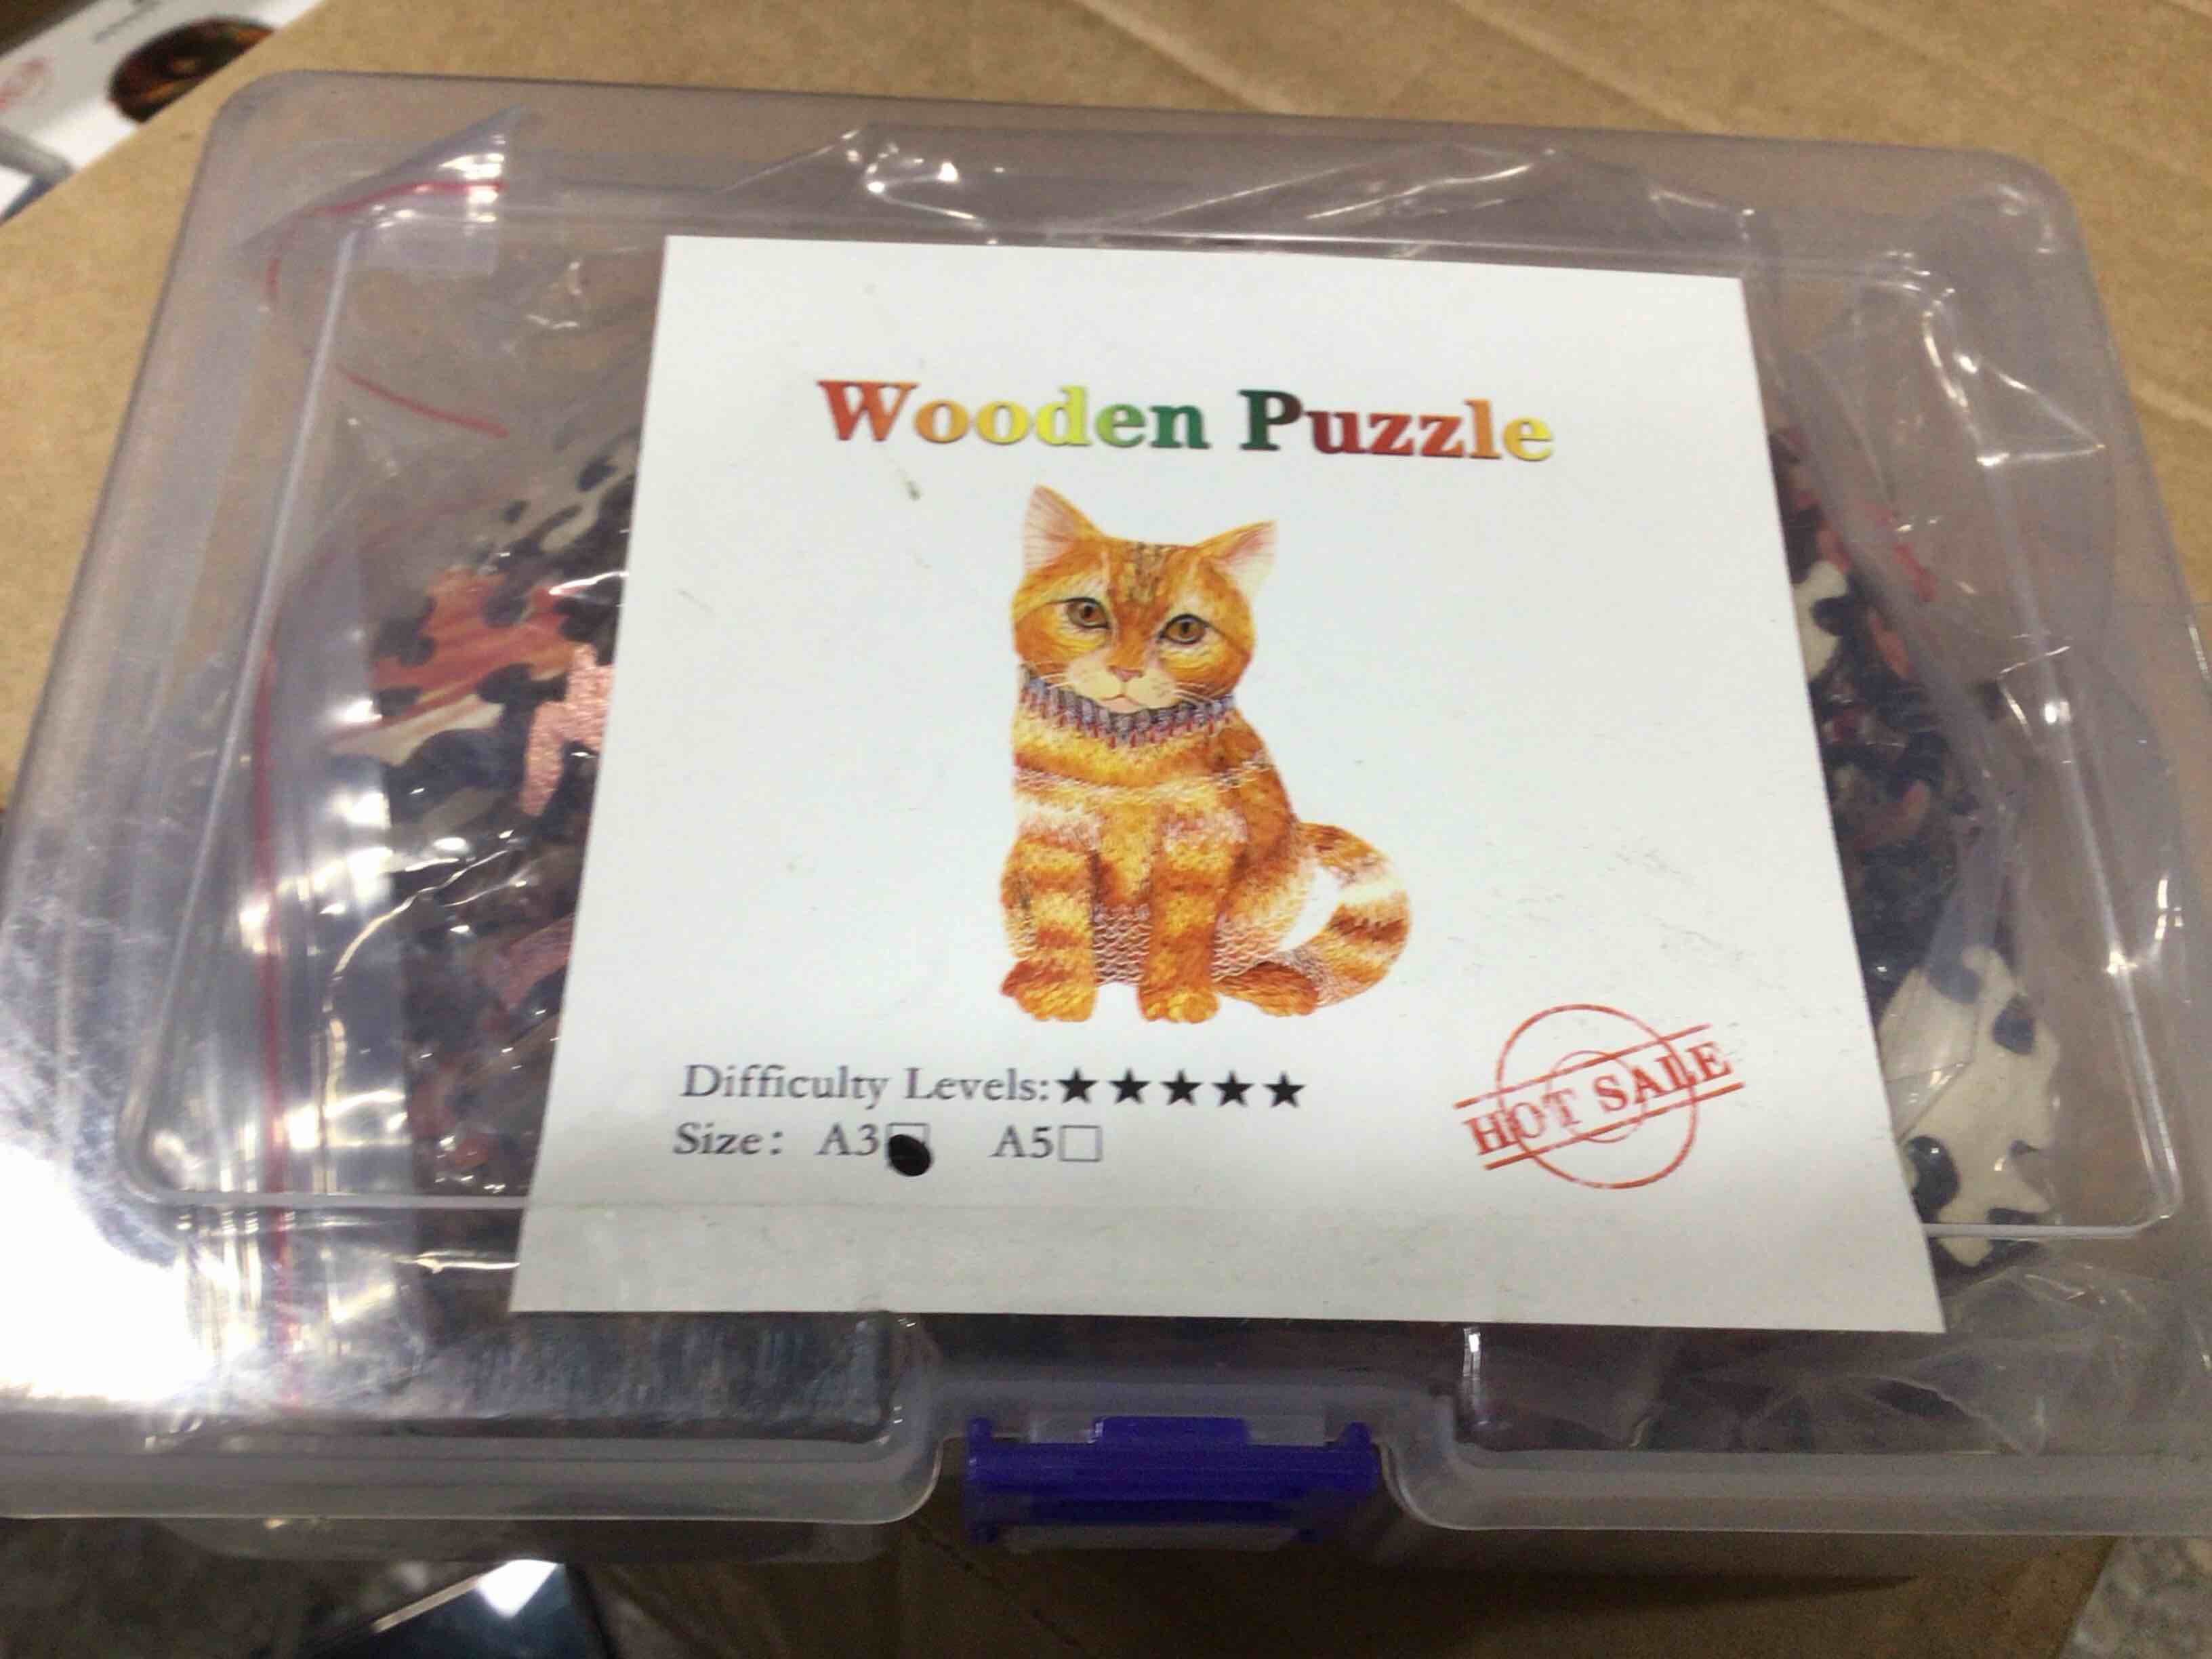 Wooden Puzzle
Difficulty Levels:★★★★★
Size: A3☐ A5☐
HOT SALE